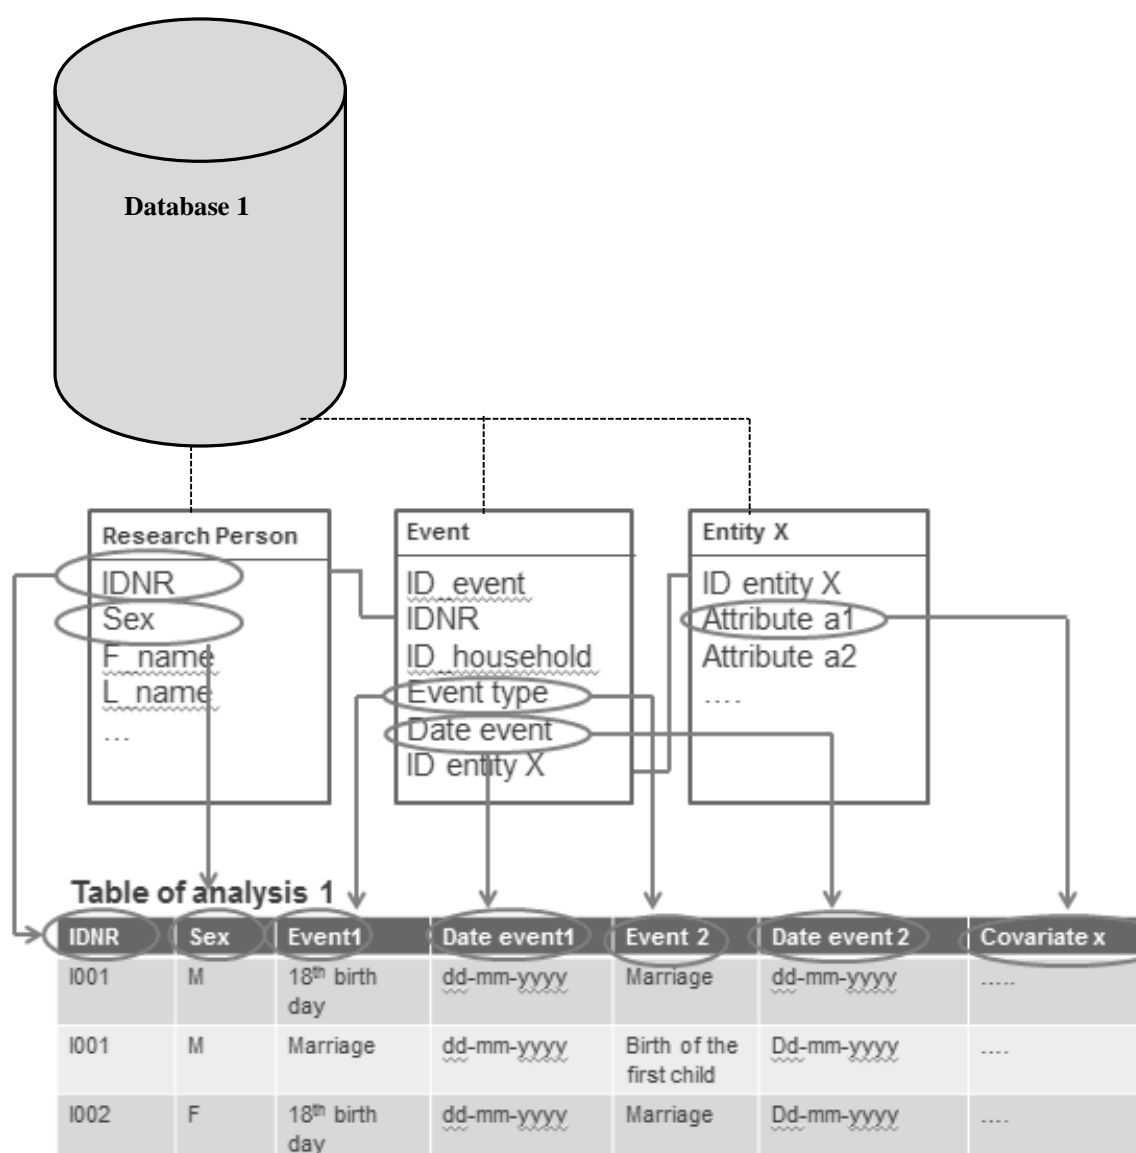 Database 1
Research Person
IDNR
Sex
F_name
L_name
...
Event
ID_event
IDNR
ID_household
Event type
Date event
ID entity X
Entity X
ID entity X
Attribute a1
Attribute a2
....
Table of analysis 1
IDNR Sex Event1 Date event1 Event 2 Date event 2 Covariate x
I001 M 18th birth day dd-mm-yyyy Marriage dd-mm-yyyy .....
I001 M Marriage dd-mm-yyyy Birth of the first child Dd-mm-yyyy ....
I002 F 18th birth day dd-mm-yyyy Marriage Dd-mm-yyyy ....